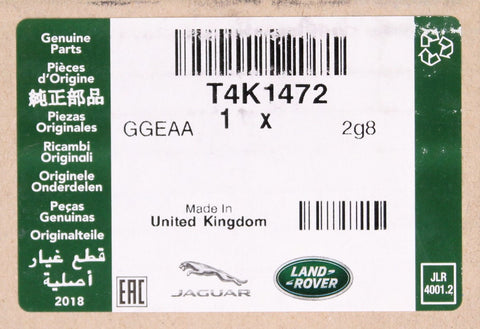 Genuine
Parts
Pièces
d'Origine
純正部品
Piezas
Originales
Ricambi
Originali
Originele
Onderdelen
Peças
Genuinas
Originalteile
قطع غيار
أصلية
2018
T4K1472
1 x
GGEAA
2g8
Made In
United Kingdom
EAC
JAGUAR
LAND-
ROVER
JLR
4001.2